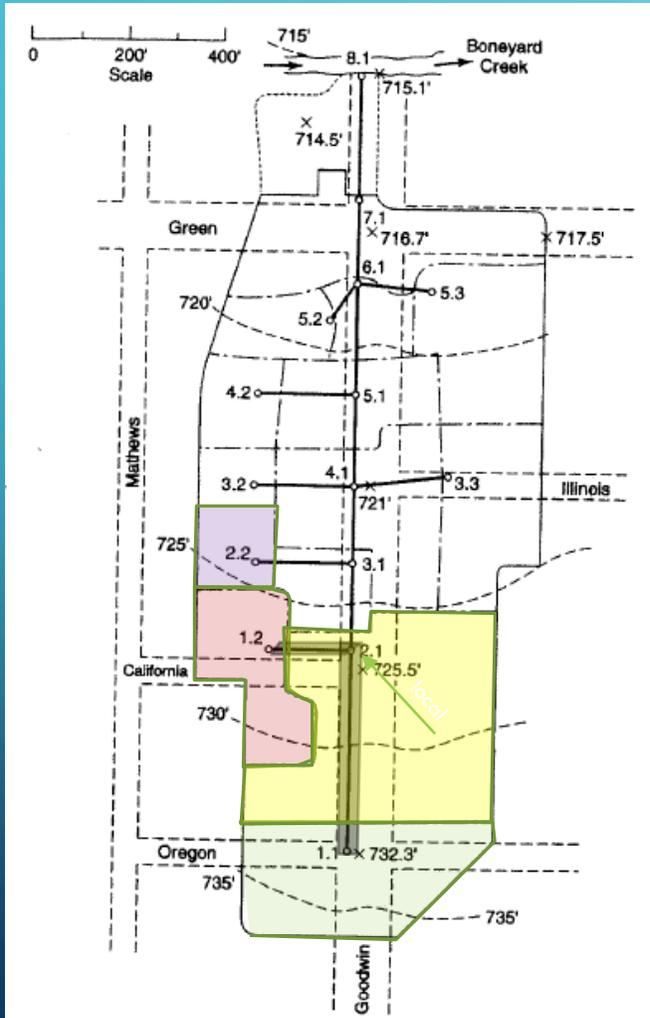 715'
0 200' 400'
Scale
8.1
Boneyard
Creek
715.1'
714.5'
Green
7.1
716.7'
717.5'
6.1
5.3
720'
5.2
4.2
5.1
Mathews
3.2
4.1
721'
3.3
Illinois
725'
2.2
3.1
1.2
2.1
California
725.5'
local
730'
Oregon
1.1
732.3'
735'
735'
Goodwin